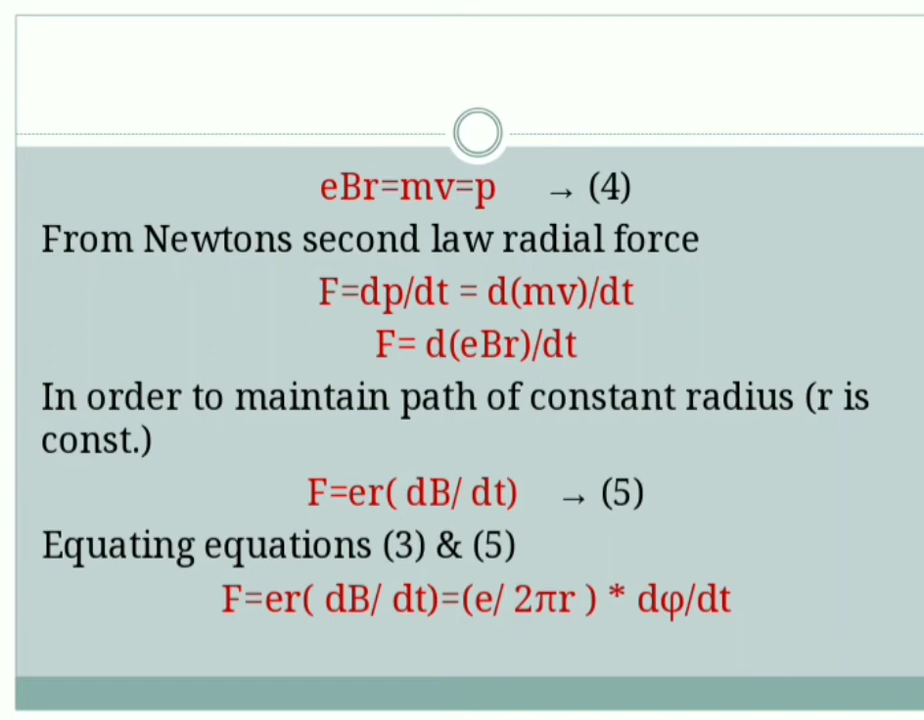 eBr=mv=p → (4)
From Newtons second law radial force
F=dp/dt = d(mv)/dt
F= d(eBr)/dt
In order to maintain path of constant radius (r is
const.)
F=er( dB/ dt) → (5)
Equating equations (3) & (5)
F=er( dB/ dt)=(e/ 2πr ) * dφ/dt